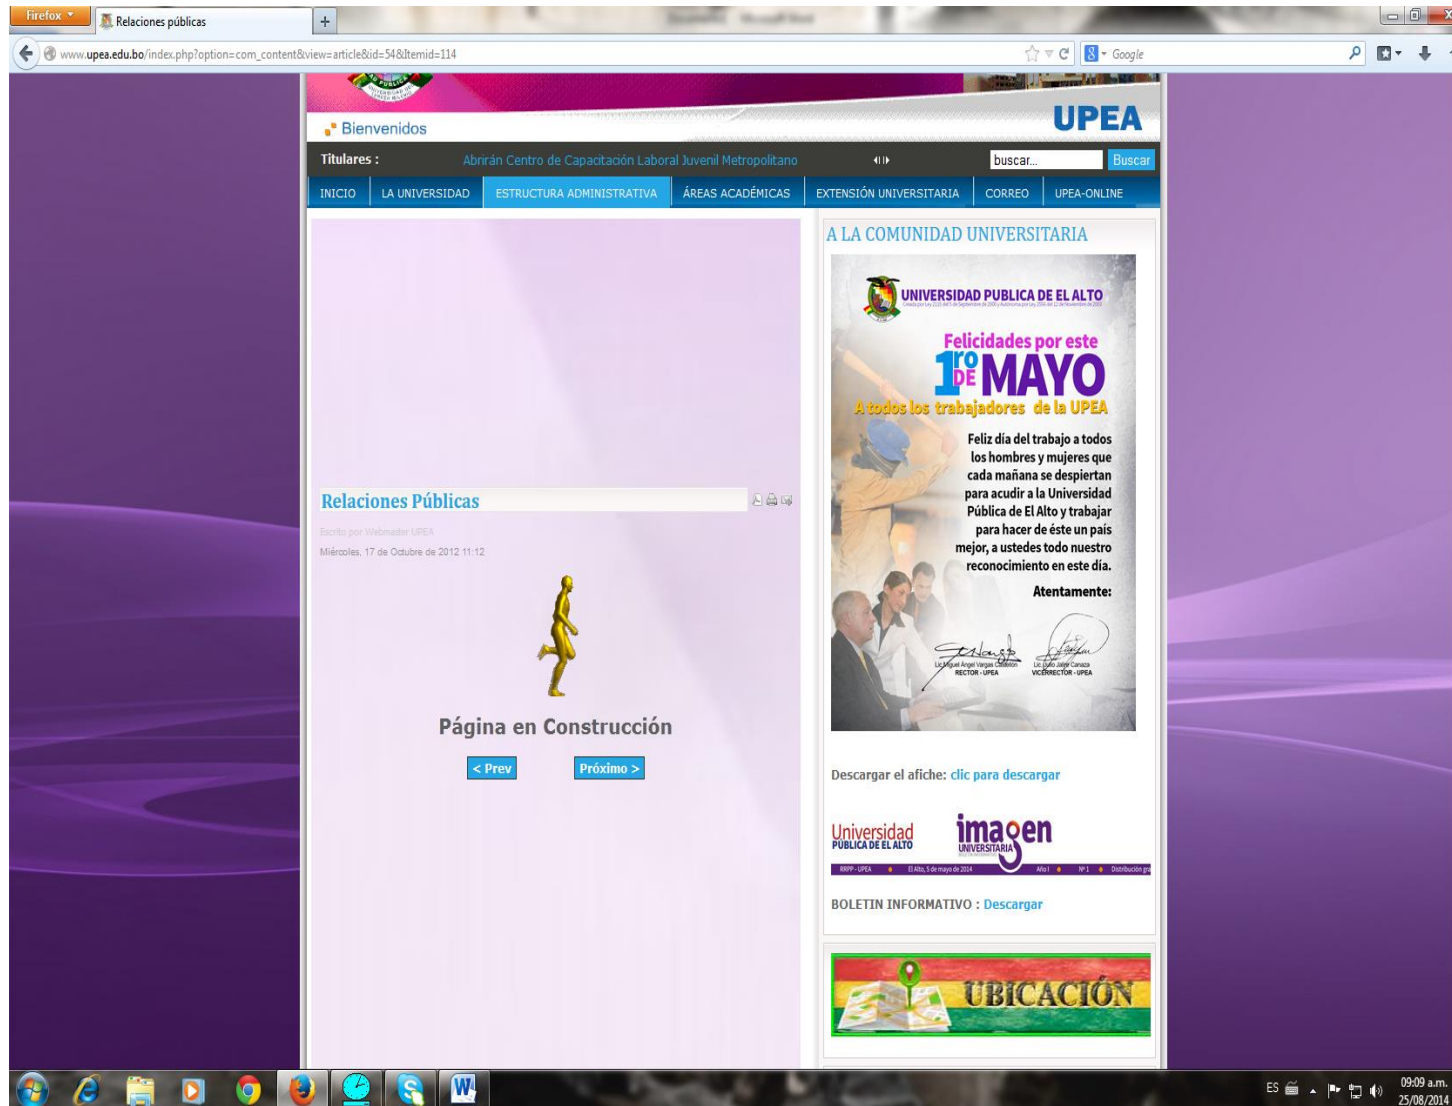 Firefox
Relaciones públicas
www.upea.edu.bo/index.php?option=com_content&view=article&id=54&Itemid=114
Google
Bienvenidos
UPEA
Titulares :
Abrirán Centro de Capacitación Laboral Juvenil Metropolitano
buscar...
Buscar
INICIO
LA UNIVERSIDAD
ESTRUCTURA ADMINISTRATIVA
ÁREAS ACADÉMICAS
EXTENSIÓN UNIVERSITARIA
CORREO
UPEA-ONLINE
Relaciones Públicas
Escrito por Webmaster UPEA
Miércoles, 17 de Octubre de 2012 11:12
Página en Construcción
< Prev
Próximo >
A LA COMUNIDAD UNIVERSITARIA
UNIVERSIDAD PUBLICA DE EL ALTO
Felicidades por este
1RO DE MAYO
A todos los trabajadores de la UPEA
Feliz día del trabajo a todos
los hombres y mujeres que
cada mañana se despiertan
para acudir a la Universidad
Pública de El Alto y trabajar
para hacer de éste un país
mejor, a ustedes todo nuestro
reconocimiento en este día.
Atentamente:
RECTOR - UPEA
VICERRECTOR - UPEA
Descargar el afiche: clic para descargar
Universidad
PÚBLICA DE EL ALTO
imagen
UNIVERSITARIA
RRPP - UPEA
El Alto, 5 de mayo de 2014
Año I
Nº 1
BOLETIN INFORMATIVO : Descargar
UBICACIÓN
ES
09:09 a.m.
25/08/2014